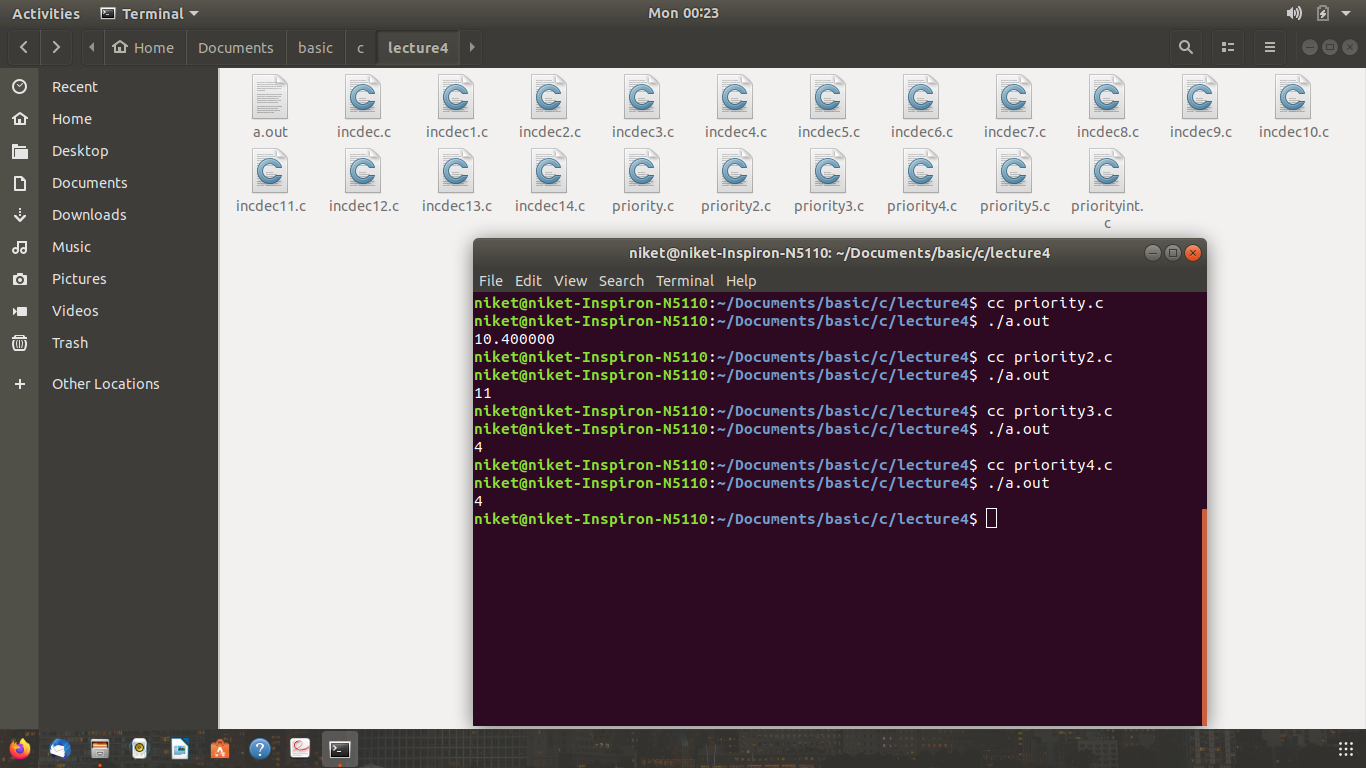 Activities Terminal Mon 00:23
Home Documents basic c lecture4
Recent
Home
Desktop
Documents
Downloads
Music
Pictures
Videos
Trash
Other Locations
a.out incdec.c incdec1.c incdec2.c incdec3.c incdec4.c incdec5.c incdec6.c incdec7.c incdec8.c incdec9.c incdec10.c
incdec11.c incdec12.c incdec13.c incdec14.c priority.c priority2.c priority3.c priority4.c priority5.c priorityint.
c
niket@niket-Inspiron-N5110: ~/Documents/basic/c/lecture4
File Edit View Search Terminal Help
niket@niket-Inspiron-N5110:~/Documents/basic/c/lecture4$ cc priority.c
niket@niket-Inspiron-N5110:~/Documents/basic/c/lecture4$ ./a.out
10.400000
niket@niket-Inspiron-N5110:~/Documents/basic/c/lecture4$ cc priority2.c
niket@niket-Inspiron-N5110:~/Documents/basic/c/lecture4$ ./a.out
11
niket@niket-Inspiron-N5110:~/Documents/basic/c/lecture4$ cc priority3.c
niket@niket-Inspiron-N5110:~/Documents/basic/c/lecture4$ ./a.out
4
niket@niket-Inspiron-N5110:~/Documents/basic/c/lecture4$ cc priority4.c
niket@niket-Inspiron-N5110:~/Documents/basic/c/lecture4$ ./a.out
4
niket@niket-Inspiron-N5110:~/Documents/basic/c/lecture4$